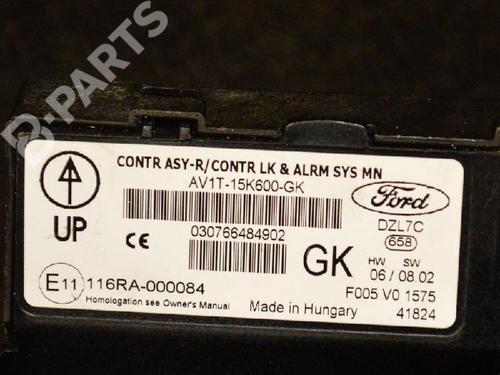 B-PARTS
CONTR ASY-R/CONTR LK & ALRM SYS MN
AV1T-15K600-GK
Ford
UP
CE
030766484902
GK
DZL7C
658
HW SW
06 / 08.02
E11 116RA-000084
Homologation see Owner's Manual
Made in Hungary
F005 V0 1575
41824